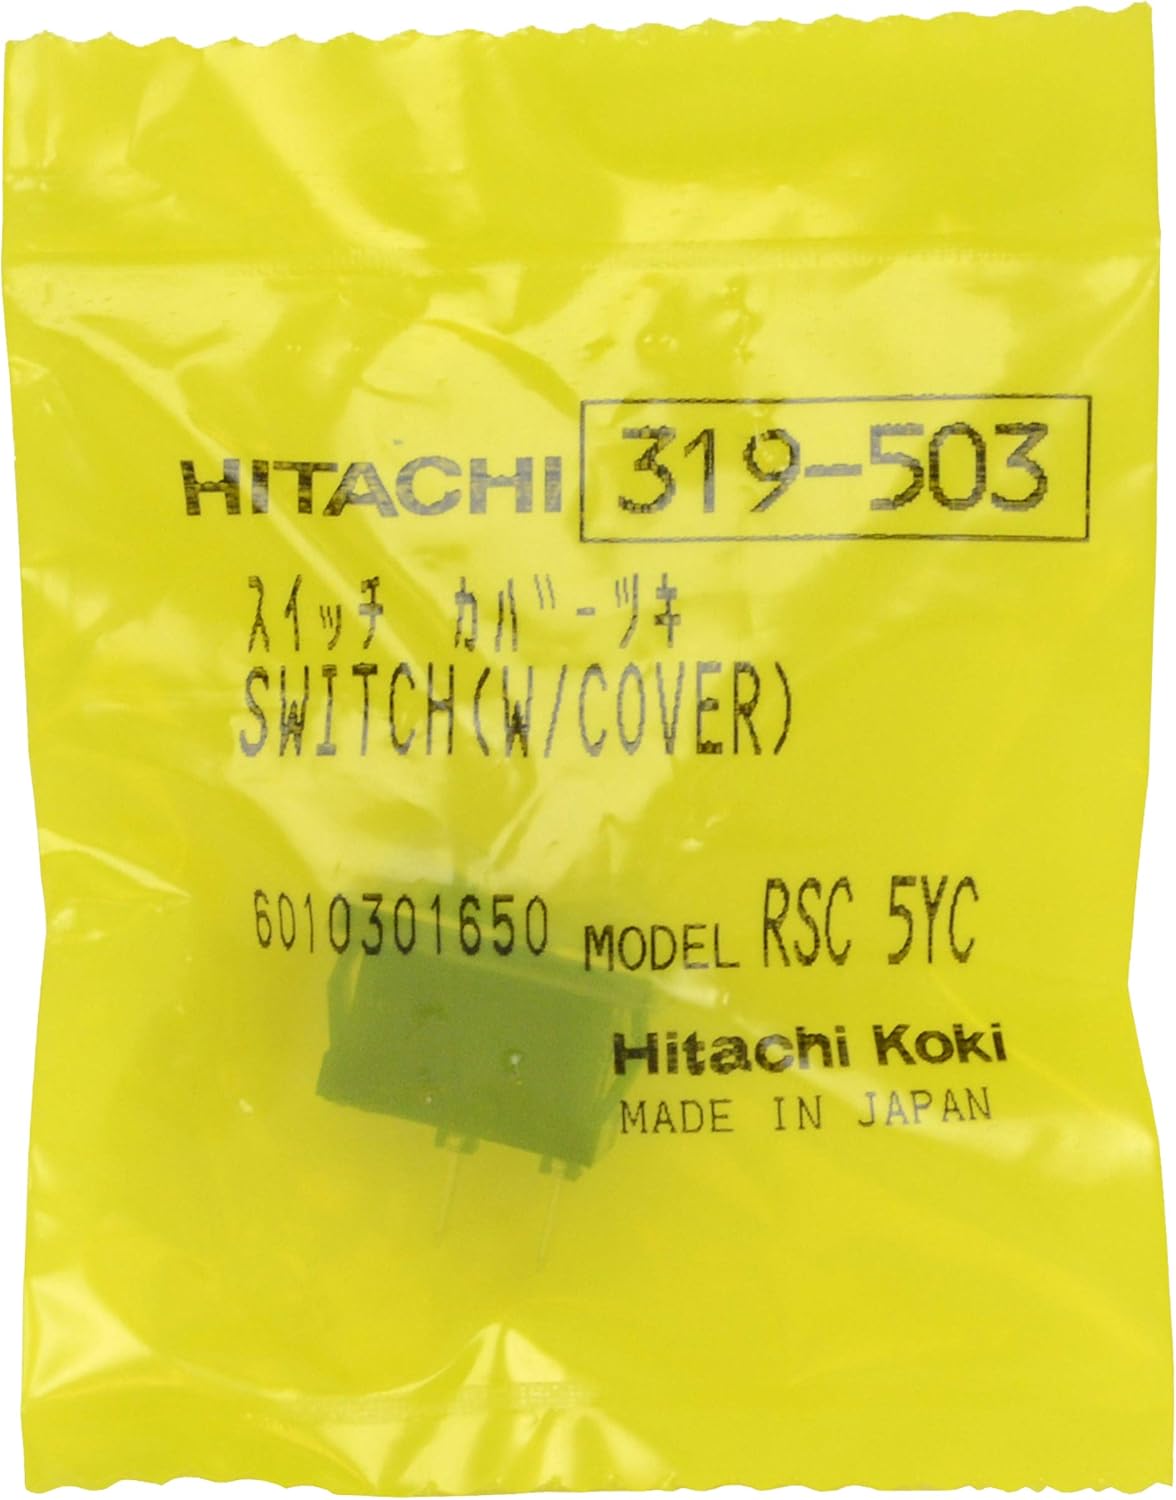 HITACHI 319-503
スイッチ カバーツキ
SWITCH(W/COVER)
6010301650 MODEL RSC 5YC
Hitachi Koki
MADE IN JAPAN